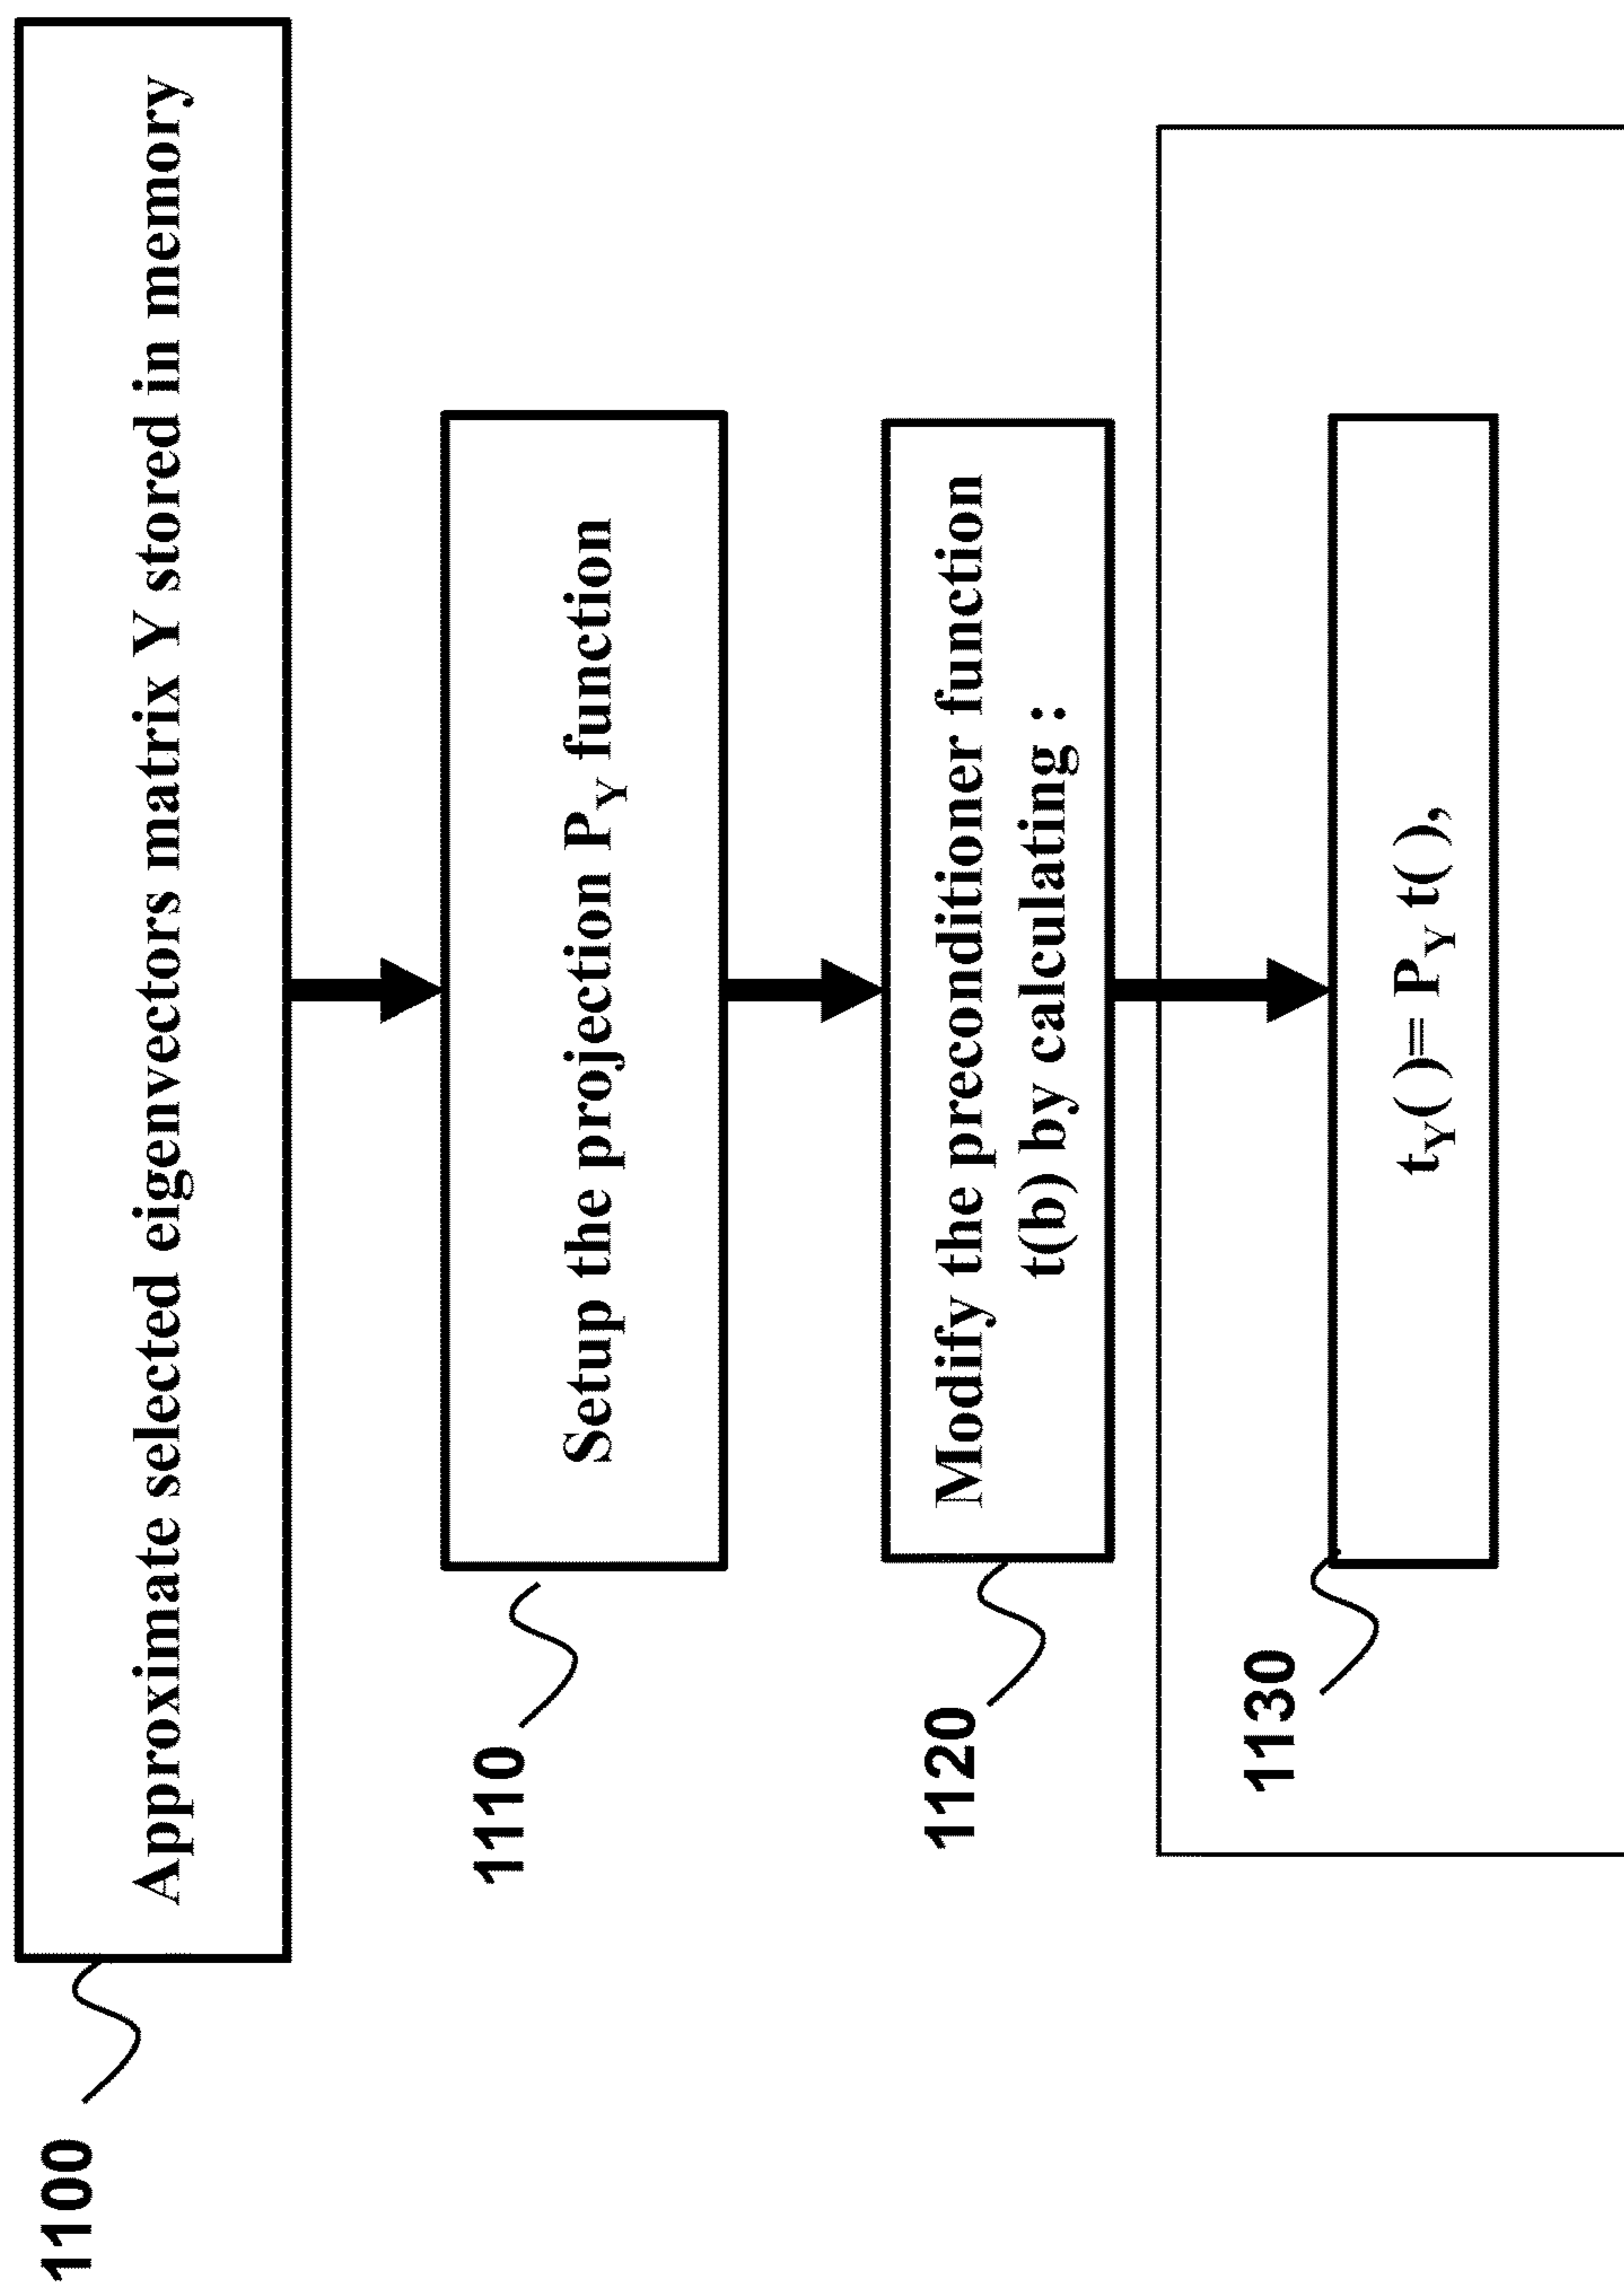 1100
Approximate selected eigenvectors matrix Y stored in memory
1110
Setup the projection P_Y function
1120
Modify the preconditioner function
t(b) by calculating :
1130
t_Y( )= P_Y t( ),